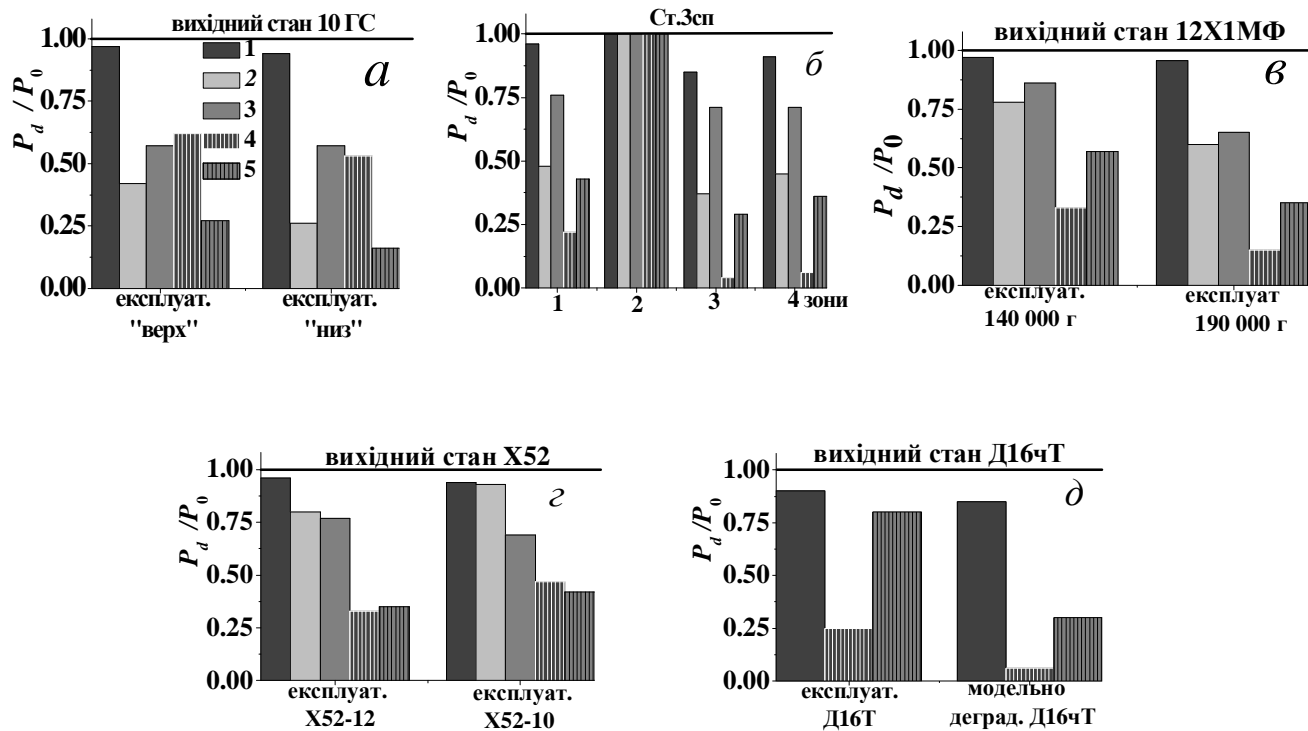 вихідний стан 10 ГС
1.00
0.75
0.50
0.25
0.00
P_d / P_0
1
2
3
4
5
а
експлуат.
"верх"
експлуат.
"низ"
Ст.3сп
1.00
0.75
0.50
0.25
0.00
P_d /P_0
б
1
2
3
4 зони
вихідний стан 12Х1МФ
1.00
0.75
0.50
0.25
0.00
P_d /P0
в
експлуат.
140 000 г
експлуат
190 000 г
вихідний стан Х52
1.00
0.75
0.50
0.25
0.00
P_d /P_0
г
експлуат.
Х52-12
експлуат.
Х52-10
вихідний стан Д16чТ
1.00
0.75
0.50
0.25
0.00
P_d /P_0
д
експлуат.
Д16Т
модельно
деград. Д16чТ